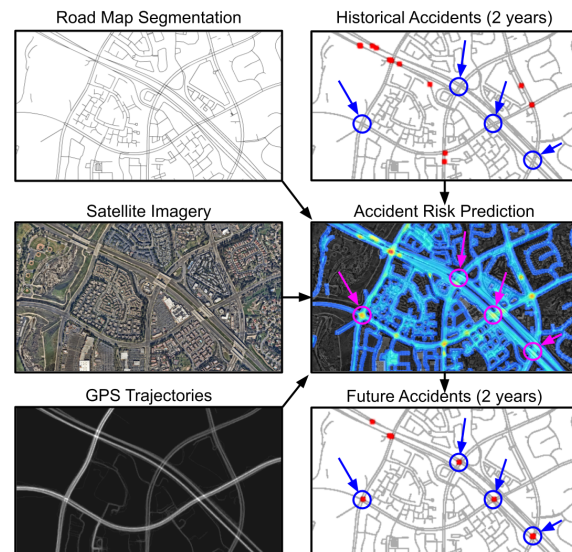 Road Map Segmentation
Historical Accidents (2 years)
Satellite Imagery
Accident Risk Prediction
GPS Trajectories
Future Accidents (2 years)